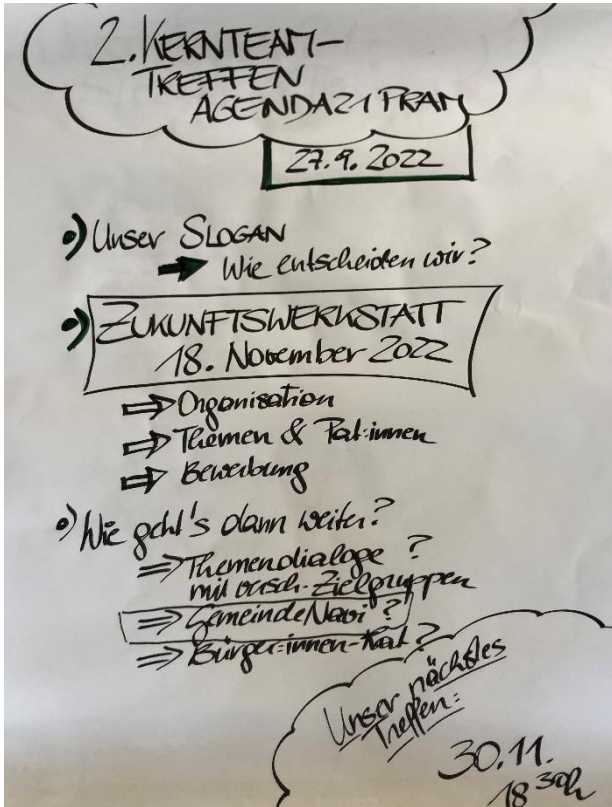 2. KERNTEAM-
TREFFEN
AGENDA21 PRAM
27.9.2022
•) Unser SLOGAN
➡ Wie entscheiden wir?
•) ZUKUNFTSWERKSTATT
18. November 2022
⇨ Organisation
⇨ Themen & Pat:innen
⇨ Bewerbung
•) Wie geht's dann weiter?
⇒ Themendialoge ?
mit versch. Zielgruppen
⇒ GemeindeNavi ?
⇒ Bürger:innen-Rat ?
Unser nächstes
Treffen:
30.11.
18 30h